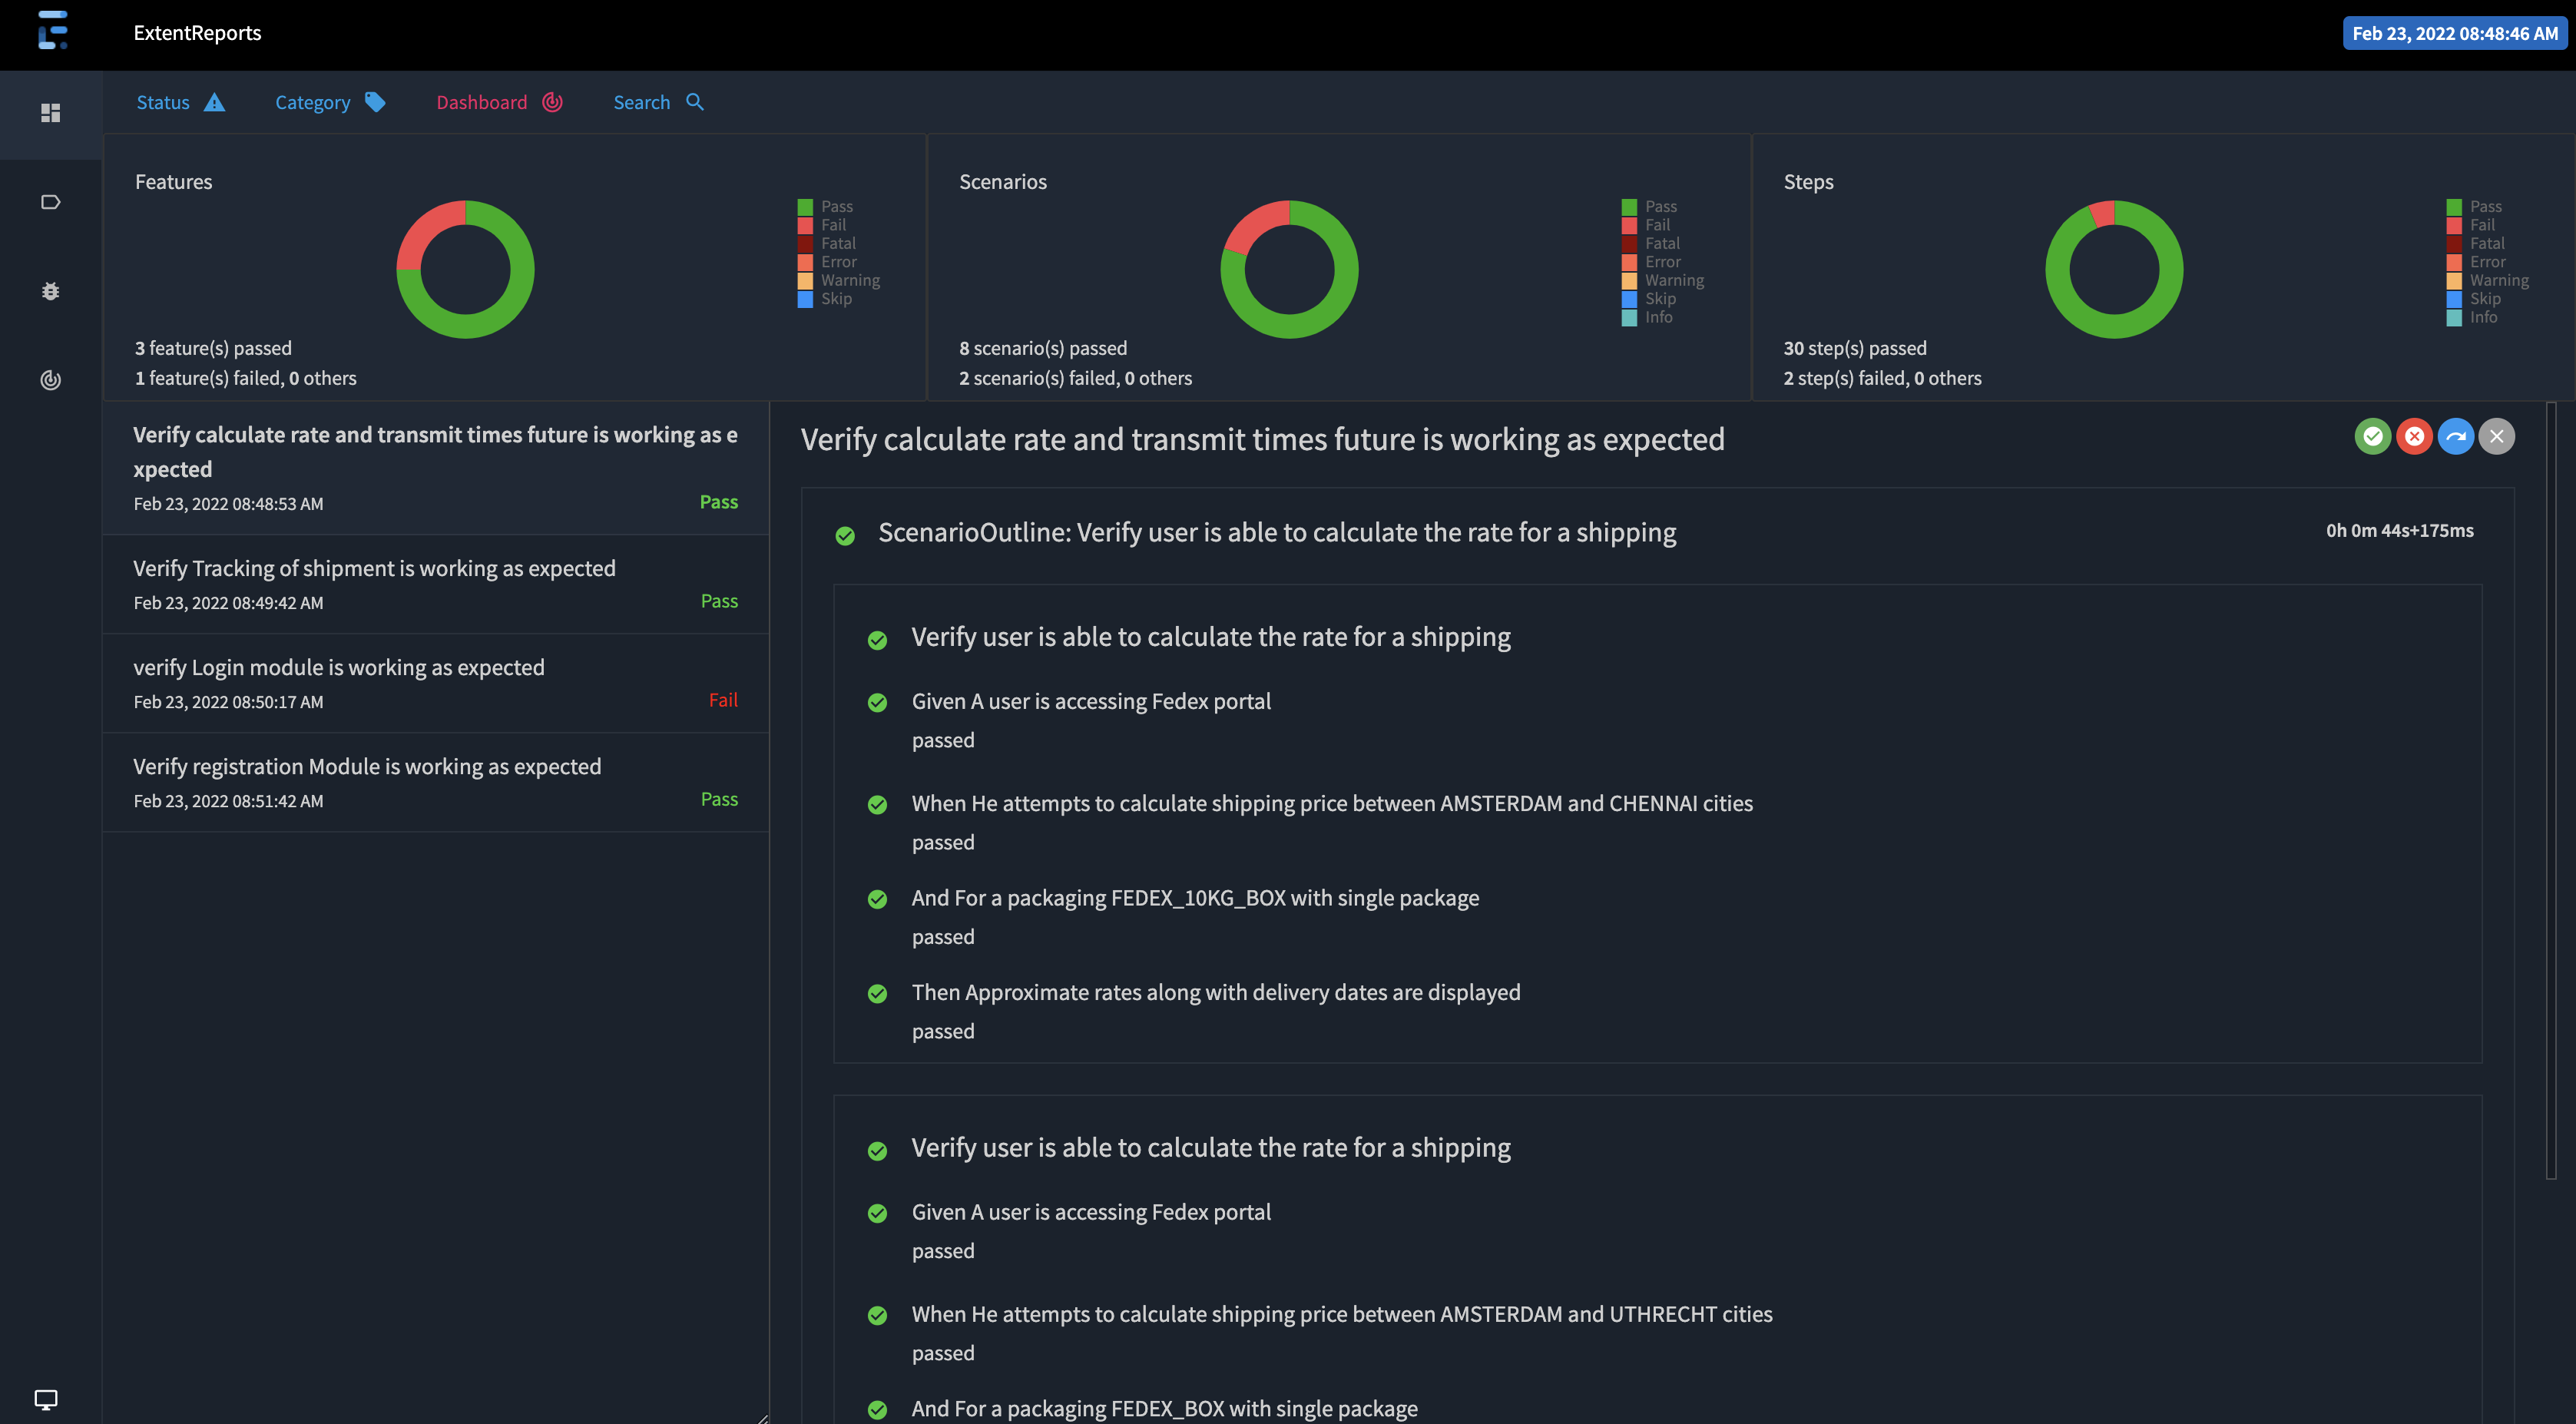 ExtentReports
Feb 23, 2022 08:48:46 AM
Status
Category
Dashboard
Search
Features
Pass
Fail
Fatal
Error
Warning
Skip
3 feature(s) passed
1 feature(s) failed, 0 others
Scenarios
Pass
Fail
Fatal
Error
Warning
Skip
Info
8 scenario(s) passed
2 scenario(s) failed, 0 others
Steps
Pass
Fail
Fatal
Error
Warning
Skip
Info
30 step(s) passed
2 step(s) failed, 0 others
Verify calculate rate and transmit times future is working as e
xpected
Feb 23, 2022 08:48:53 AM
Pass
Verify Tracking of shipment is working as expected
Feb 23, 2022 08:49:42 AM
Pass
verify Login module is working as expected
Feb 23, 2022 08:50:17 AM
Fail
Verify registration Module is working as expected
Feb 23, 2022 08:51:42 AM
Pass
Verify calculate rate and transmit times future is working as expected
ScenarioOutline: Verify user is able to calculate the rate for a shipping
0h 0m 44s+175ms
Verify user is able to calculate the rate for a shipping
Given A user is accessing Fedex portal
passed
When He attempts to calculate shipping price between AMSTERDAM and CHENNAI cities
passed
And For a packaging FEDEX_10KG_BOX with single package
passed
Then Approximate rates along with delivery dates are displayed
passed
Verify user is able to calculate the rate for a shipping
Given A user is accessing Fedex portal
passed
When He attempts to calculate shipping price between AMSTERDAM and UTHRECHT cities
passed
And For a packaging FEDEX_BOX with single package